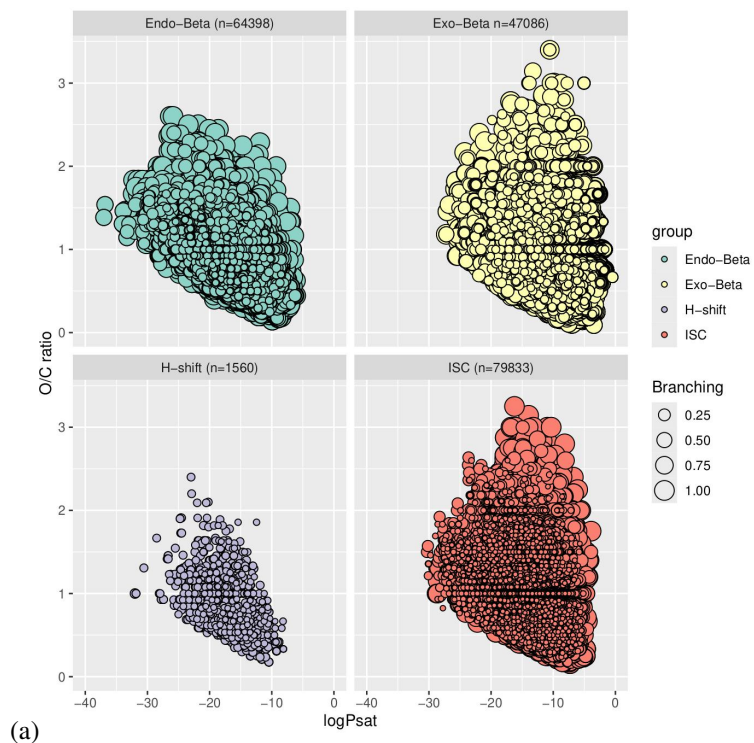 Endo−Beta (n=64398)
Exo−Beta n=47086)
3
2
1
0
H−shift (n=1560)
ISC (n=79833)
3
2
1
0
−40
−30
−20
−10
0
−40
−30
−20
−10
0
O/C ratio
logPsat
group
Endo−Beta
Exo−Beta
H−shift
ISC
Branching
0.25
0.50
0.75
1.00
(a)